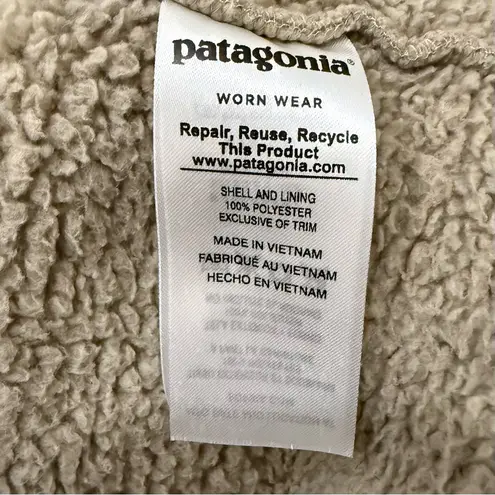 patagonia®
WORN WEAR
Repair, Reuse, Recycle
This Product
www.patagonia.com
SHELL AND LINING
100% POLYESTER
EXCLUSIVE OF TRIM
MADE IN VIETNAM
FABRIQUÉ AU VIETNAM
HECHO EN VIETNAM